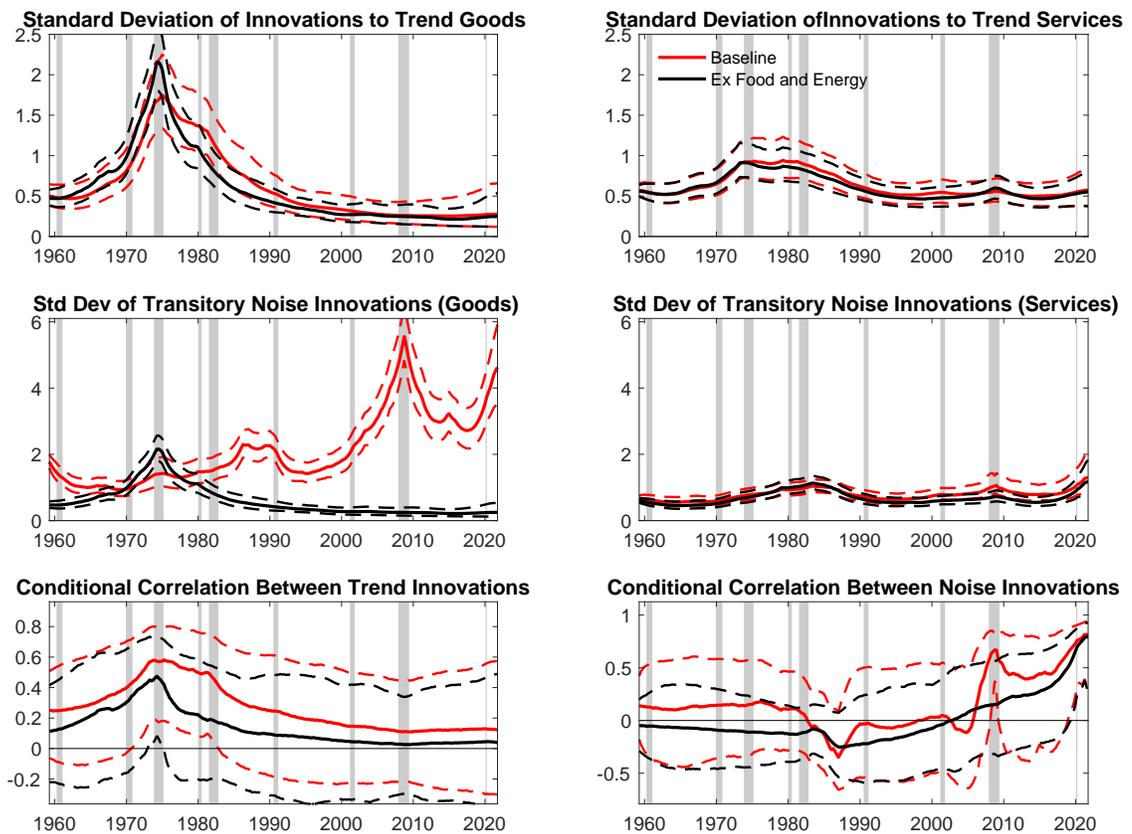 Standard Deviation of Innovations to Trend Goods
2.5
2
1.5
1
0.5
0
1960 1970 1980 1990 2000 2010 2020
Standard Deviation ofInnovations to Trend Services
2.5
2
1.5
1
0.5
0
Baseline
Ex Food and Energy
1960 1970 1980 1990 2000 2010 2020
Std Dev of Transitory Noise Innovations (Goods)
6
4
2
0
1960 1970 1980 1990 2000 2010 2020
Std Dev of Transitory Noise Innovations (Services)
6
4
2
0
1960 1970 1980 1990 2000 2010 2020
Conditional Correlation Between Trend Innovations
0.8
0.6
0.4
0.2
0
-0.2
1960 1970 1980 1990 2000 2010 2020
Conditional Correlation Between Noise Innovations
1
0.5
0
-0.5
1960 1970 1980 1990 2000 2010 2020